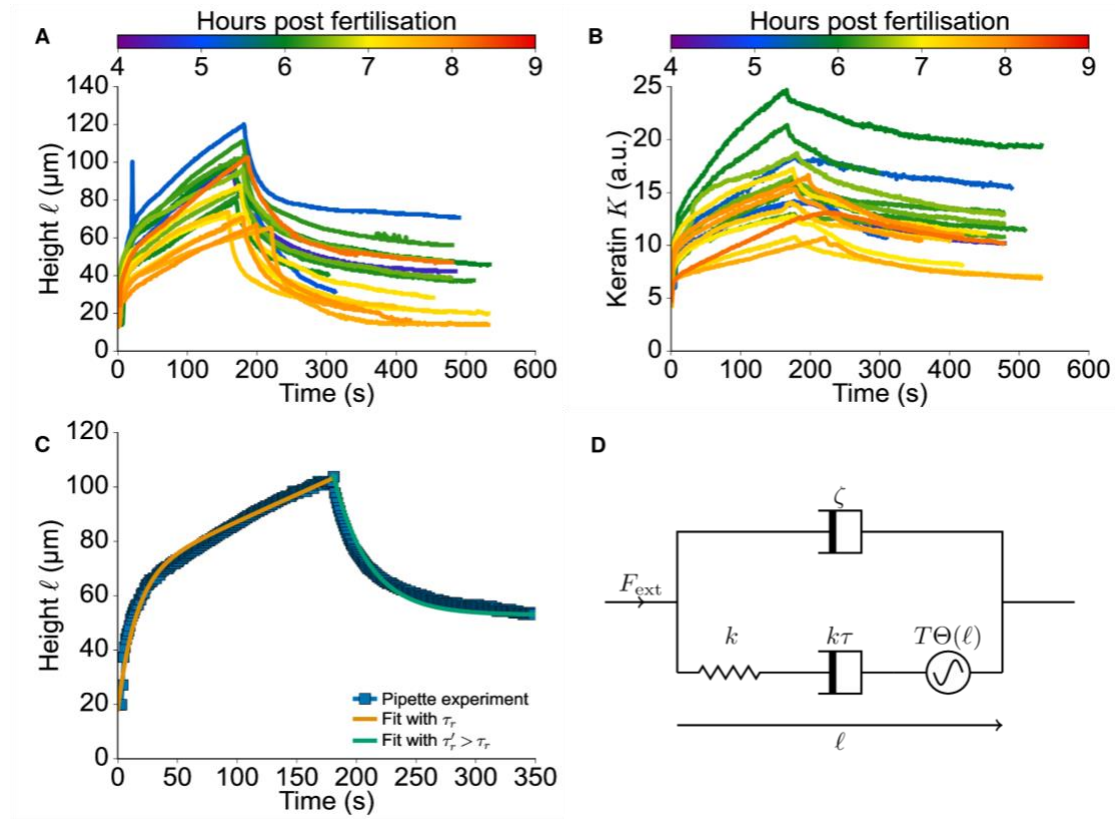 A
Hours post fertilisation
4 5 6 7 8 9
140
120
100
80
60
40
20
0
Height ℓ (μm)
0 100 200 300 400 500 600
Time (s)
B
Hours post fertilisation
4 5 6 7 8 9
25
20
15
10
5
0
Keratin K (a.u.)
0 100 200 300 400 500 600
Time (s)
C
120
100
80
60
40
20
0
Height ℓ (μm)
Pipette experiment
Fit with τr
Fit with τ′r > τr
0 50 100 150 200 250 300 350
Time (s)
D
ζ
Fext
k kτ TΘ(ℓ)
ℓ